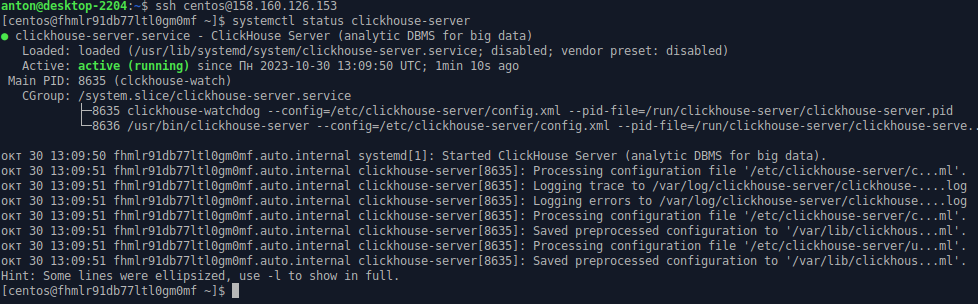 anton@desktop-2204:~$ ssh centos@158.160.126.153
[centos@fhmlr91db77ltl0gm0mf ~]$ systemctl status clickhouse-server
● clickhouse-server.service - ClickHouse Server (analytic DBMS for big data)
   Loaded: loaded (/usr/lib/systemd/system/clickhouse-server.service; disabled; vendor preset: disabled)
   Active: active (running) since Пн 2023-10-30 13:09:50 UTC; 1min 10s ago
 Main PID: 8635 (clckhouse-watch)
   CGroup: /system.slice/clickhouse-server.service
           ├─8635 clickhouse-watchdog --config=/etc/clickhouse-server/config.xml --pid-file=/run/clickhouse-server/clickhouse-server.pid
           └─8636 /usr/bin/clickhouse-server --config=/etc/clickhouse-server/config.xml --pid-file=/run/clickhouse-server/clickhouse-serve...
окт 30 13:09:50 fhmlr91db77ltl0gm0mf.auto.internal systemd[1]: Started ClickHouse Server (analytic DBMS for big data).
окт 30 13:09:51 fhmlr91db77ltl0gm0mf.auto.internal clickhouse-server[8635]: Processing configuration file '/etc/clickhouse-server/c...ml'.
окт 30 13:09:51 fhmlr91db77ltl0gm0mf.auto.internal clickhouse-server[8635]: Logging trace to /var/log/clickhouse-server/clickhouse-....log
окт 30 13:09:51 fhmlr91db77ltl0gm0mf.auto.internal clickhouse-server[8635]: Logging errors to /var/log/clickhouse-server/clickhouse....log
окт 30 13:09:51 fhmlr91db77ltl0gm0mf.auto.internal clickhouse-server[8635]: Processing configuration file '/etc/clickhouse-server/c...ml'.
окт 30 13:09:51 fhmlr91db77ltl0gm0mf.auto.internal clickhouse-server[8635]: Saved preprocessed configuration to '/var/lib/clickhous...ml'.
окт 30 13:09:51 fhmlr91db77ltl0gm0mf.auto.internal clickhouse-server[8635]: Processing configuration file '/etc/clickhouse-server/u...ml'.
окт 30 13:09:51 fhmlr91db77ltl0gm0mf.auto.internal clickhouse-server[8635]: Saved preprocessed configuration to '/var/lib/clickhous...ml'.
Hint: Some lines were ellipsized, use -l to show in full.
[centos@fhmlr91db77ltl0gm0mf ~]$